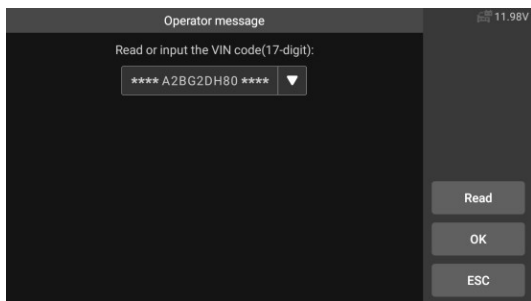 Operator message
11.98V
Read or input the VIN code(17-digit):
**** A2BG2DH80 ****
Read
OK
ESC